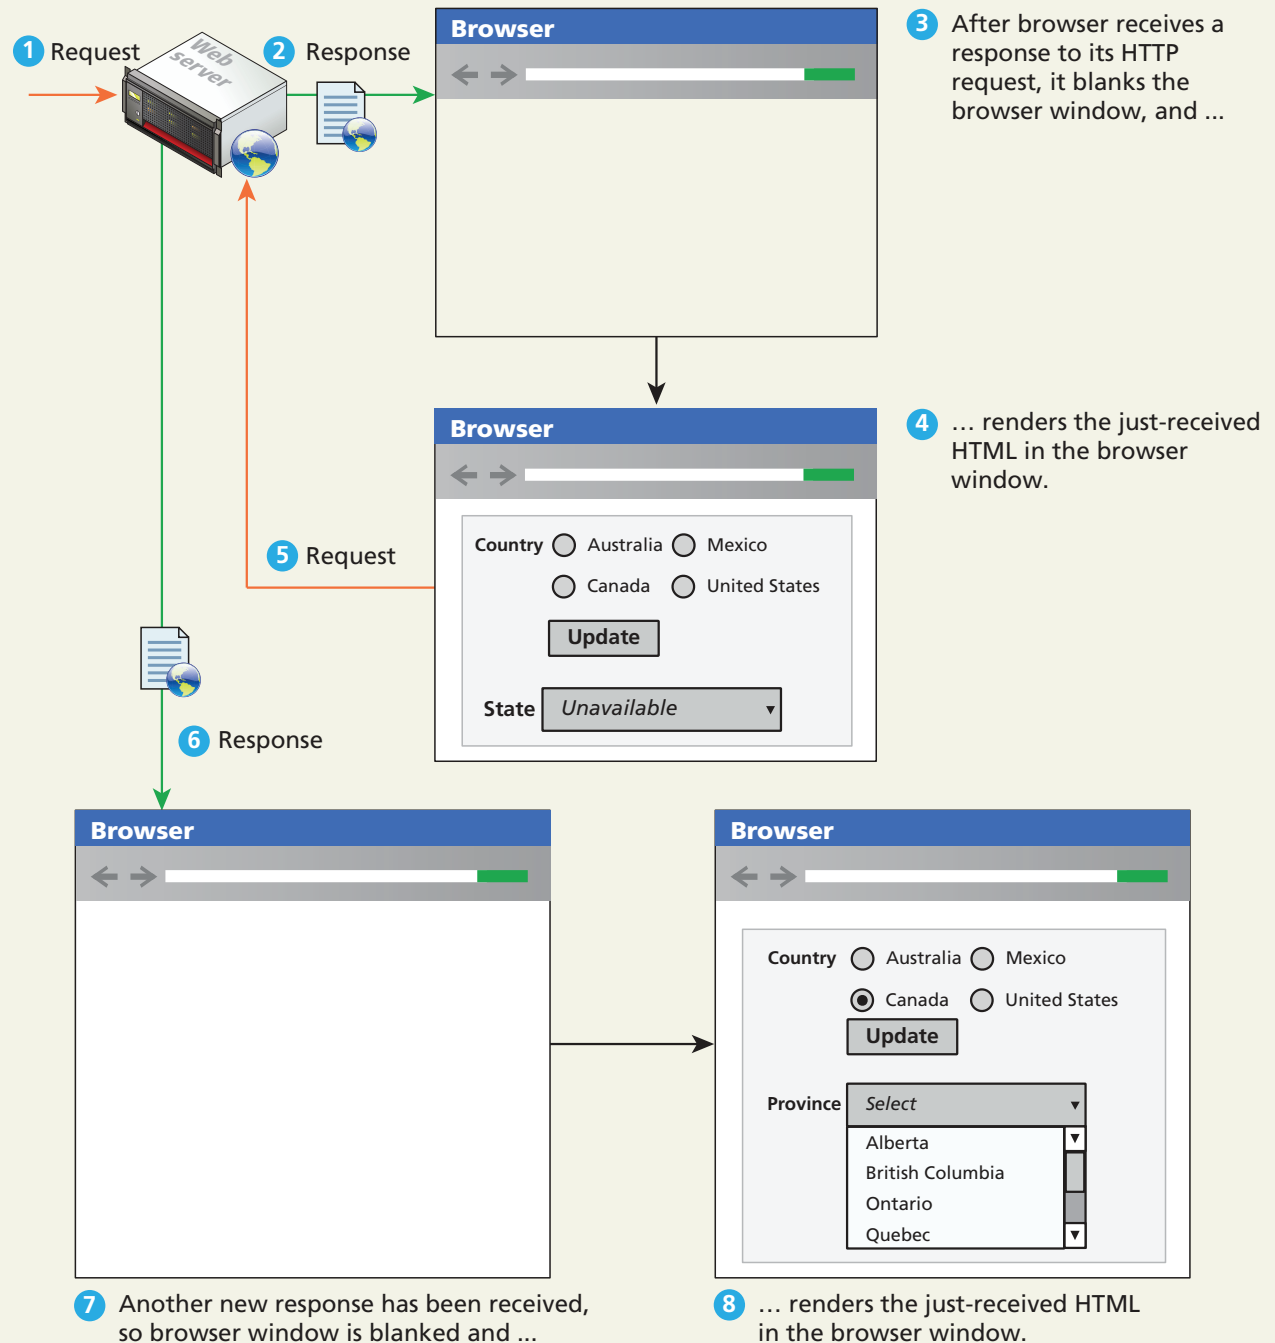 1 Request
Web
server
2 Response
Browser
3 After browser receives a
response to its HTTP
request, it blanks the
browser window, and ...
Browser
4 … renders the just-received
HTML in the browser
window.
Country Australia Mexico
Canada United States
Update
State Unavailable
5 Request
6 Response
Browser
7 Another new response has been received,
so browser window is blanked and ...
Browser
Country Australia Mexico
Canada United States
Update
Province Select
Alberta
British Columbia
Ontario
Quebec
8 … renders the just-received HTML
in the browser window.